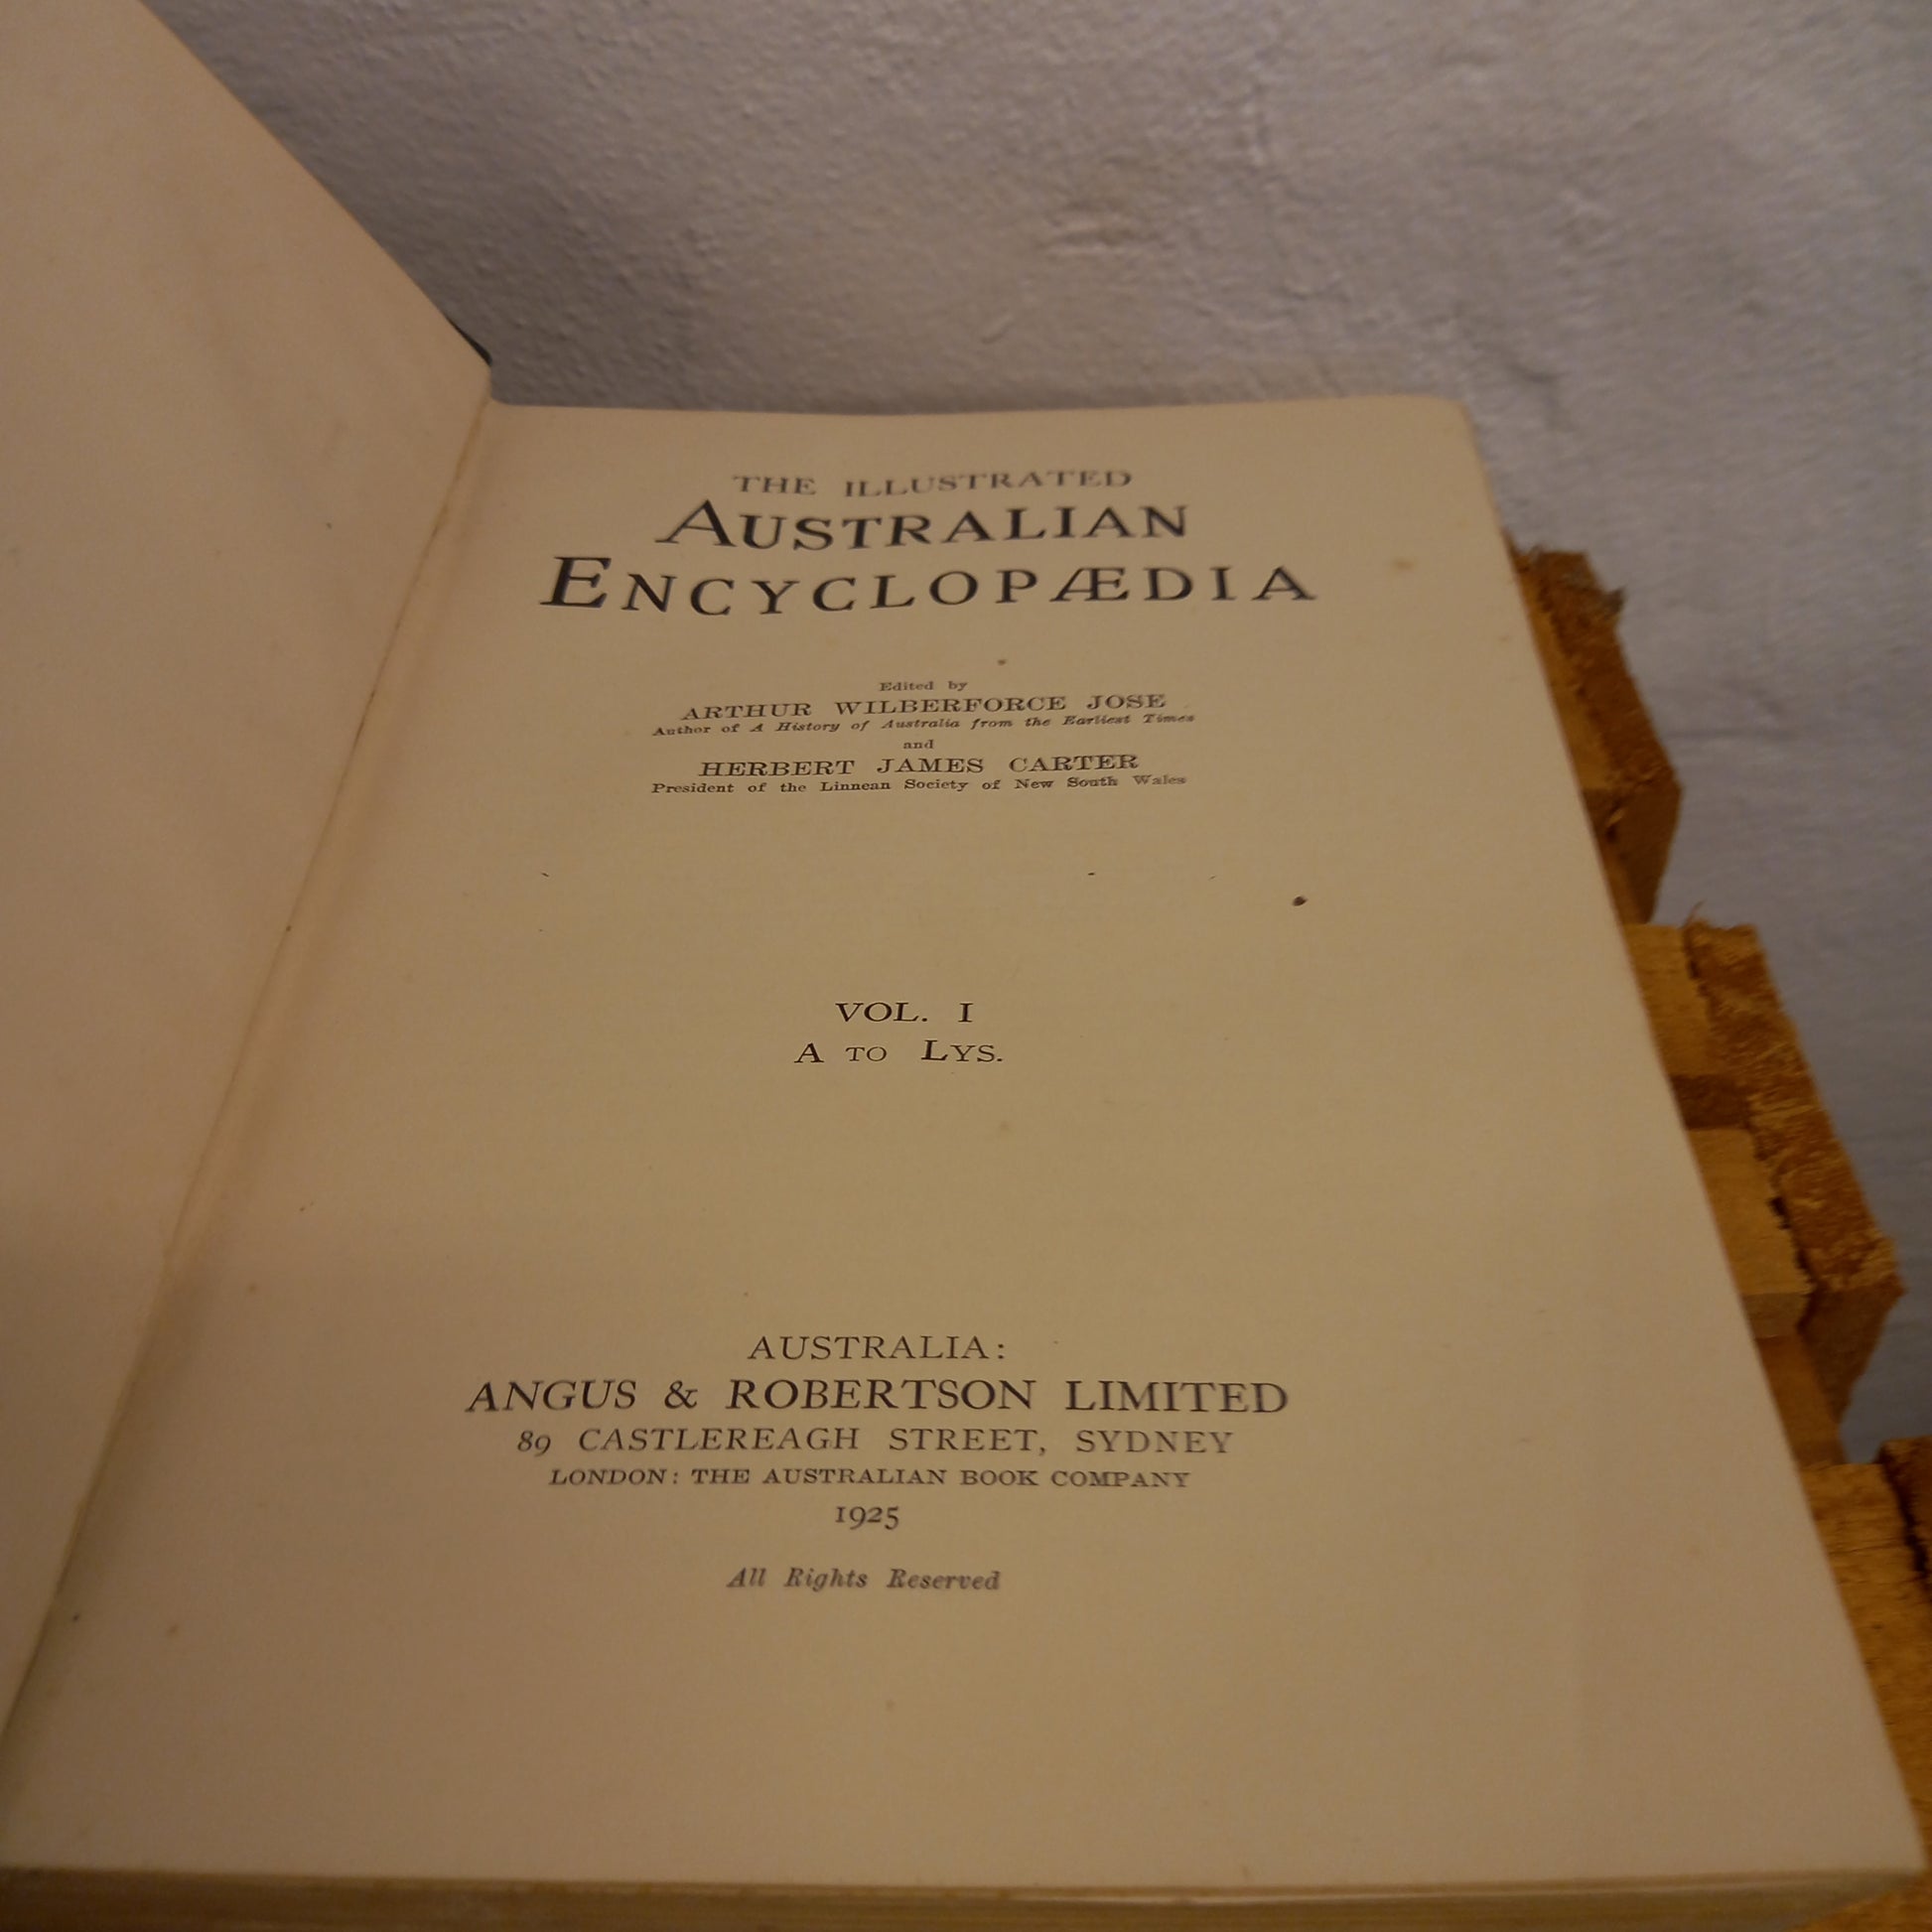 THE ILLUSTRATED
AUSTRALIAN
ENCYCLOPÆDIA
Edited by
ARTHUR WILBERFORCE JOSE
Author of A History of Australia from the Earliest Times
and
HERBERT JAMES CARTER
President of the Linnean Society of New South Wales
VOL. I
A TO LYS.
AUSTRALIA:
ANGUS & ROBERTSON LIMITED
89 CASTLEREAGH STREET, SYDNEY
LONDON: THE AUSTRALIAN BOOK COMPANY
1925
All Rights Reserved